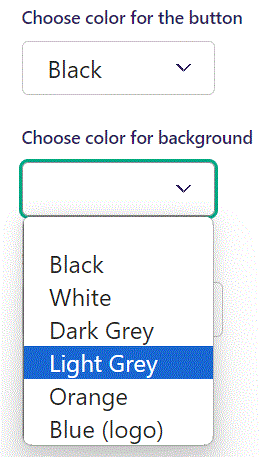 Choose color for the button
Black
Choose color for background
Black
White
Dark Grey
Light Grey
Orange
Blue (logo)